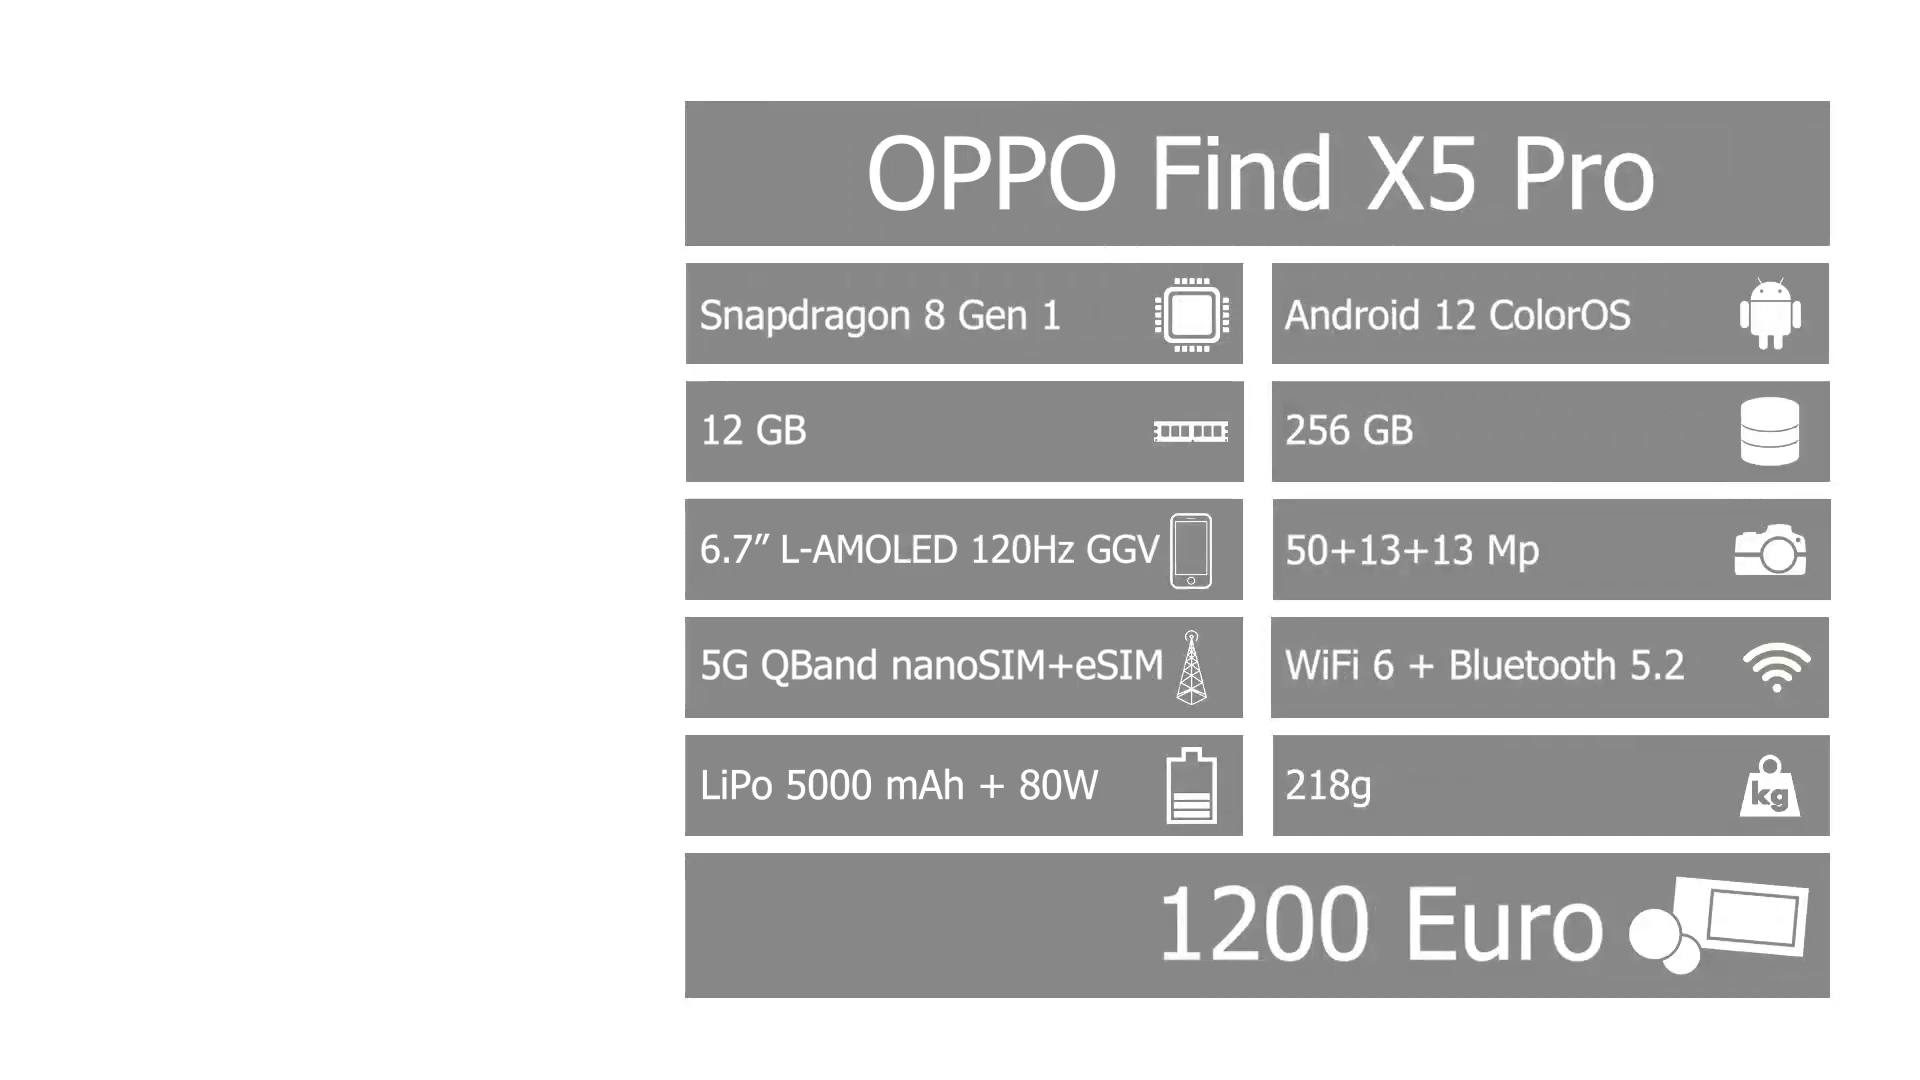 OPPO Find X5 Pro
Snapdragon 8 Gen 1
Android 12 ColorOS
12 GB
256 GB
6.7” L-AMOLED 120Hz GGV
50+13+13 Mp
5G QBand nanoSIM+eSIM
WiFi 6 + Bluetooth 5.2
LiPo 5000 mAh + 80W
218g
kg
1200 Euro